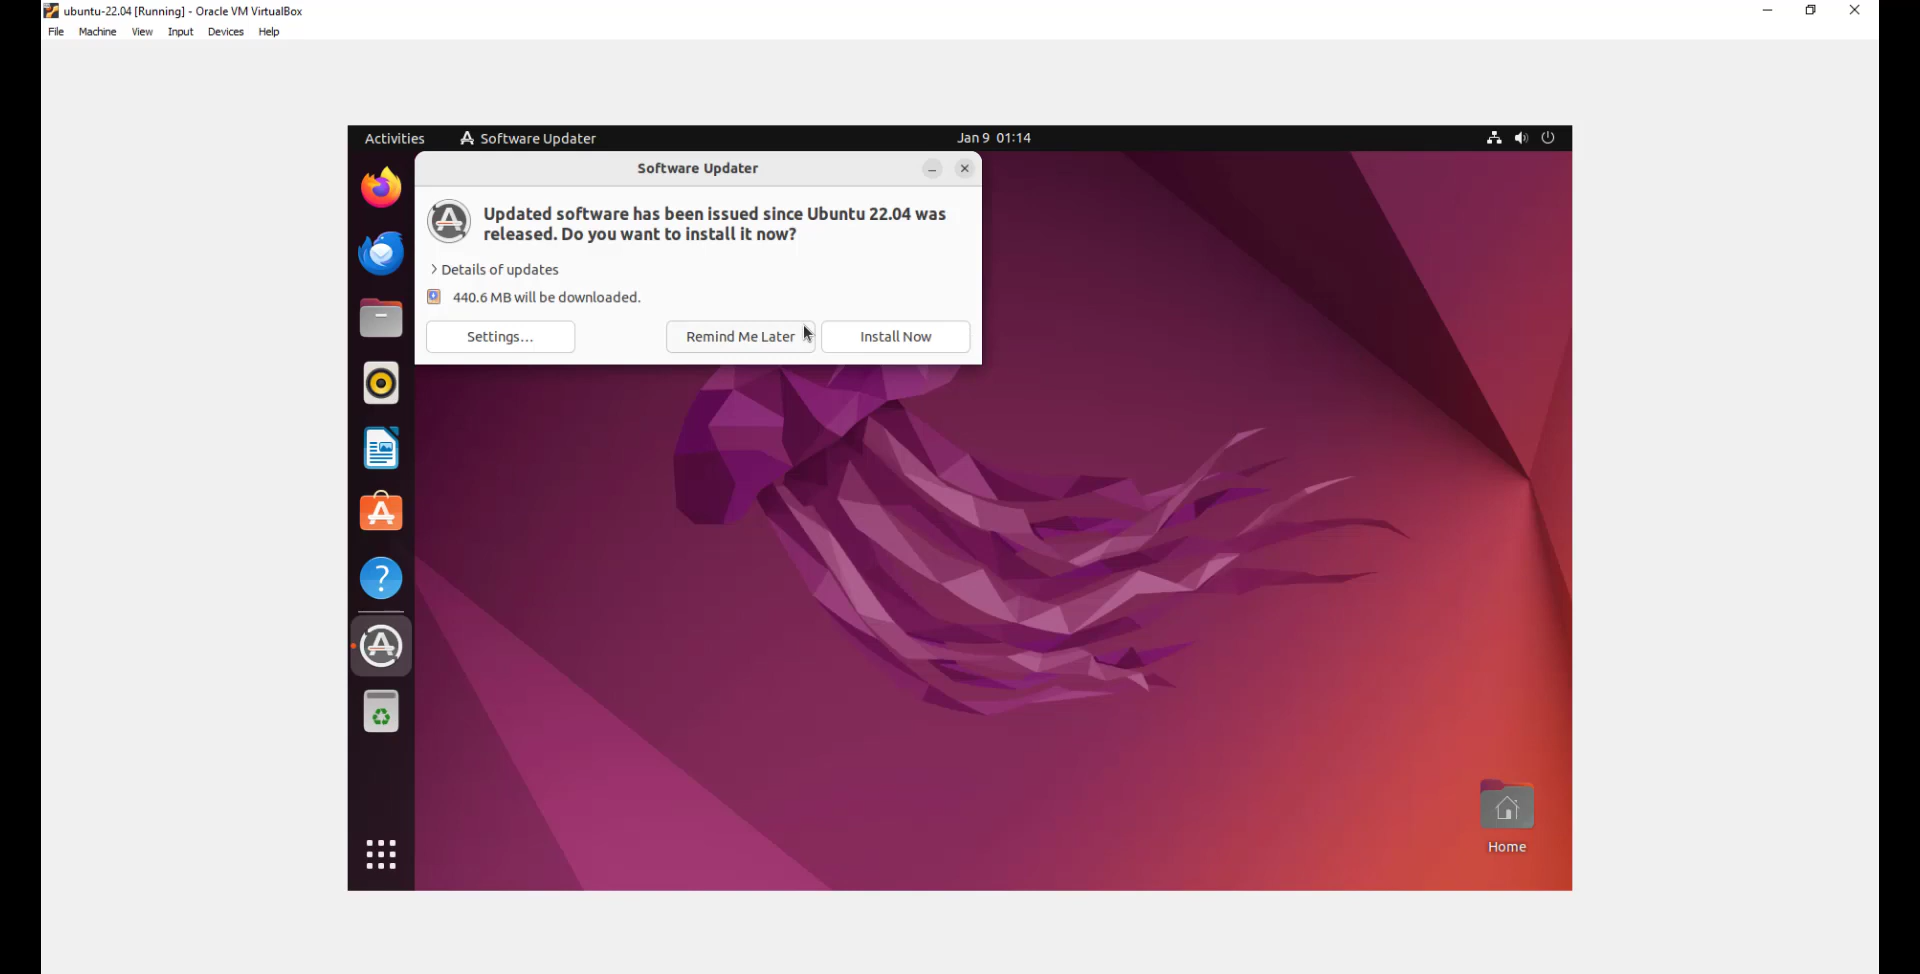 ubuntu-22.04 [Running] - Oracle VM VirtualBox
File Machine View Input Devices Help
Activities Software Updater Jan 9 01:14
Software Updater
Updated software has been issued since Ubuntu 22.04 was
released. Do you want to install it now?
Details of updates
440.6 MB will be downloaded.
Settings... Remind Me Later Install Now
Home